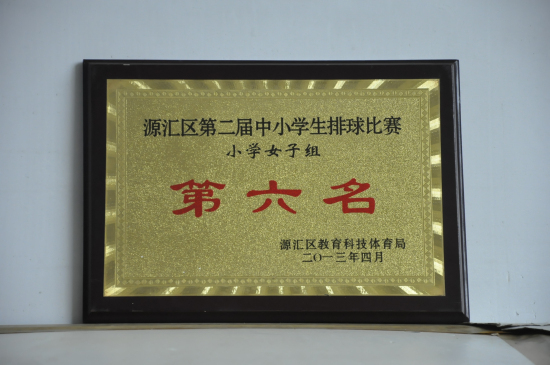 源汇区第二届中小学生排球比赛
小学女子组
第六名
源汇区教育科技体育局
二〇一三年四月